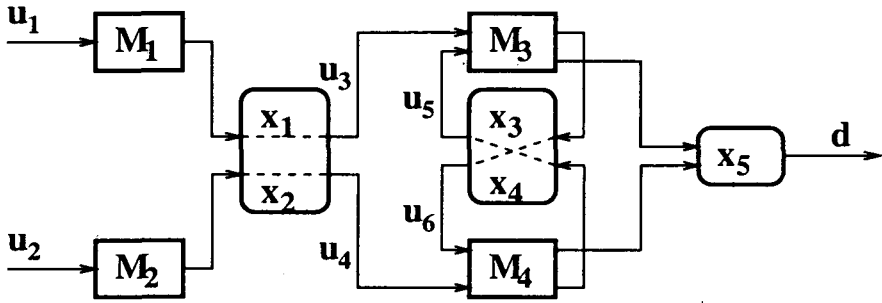 u₁
M₁
u₃
M₃
x₁
x₂
u₅
x₃
x₄
x₅
d
u₆
u₂
M₂
u₄
M₄